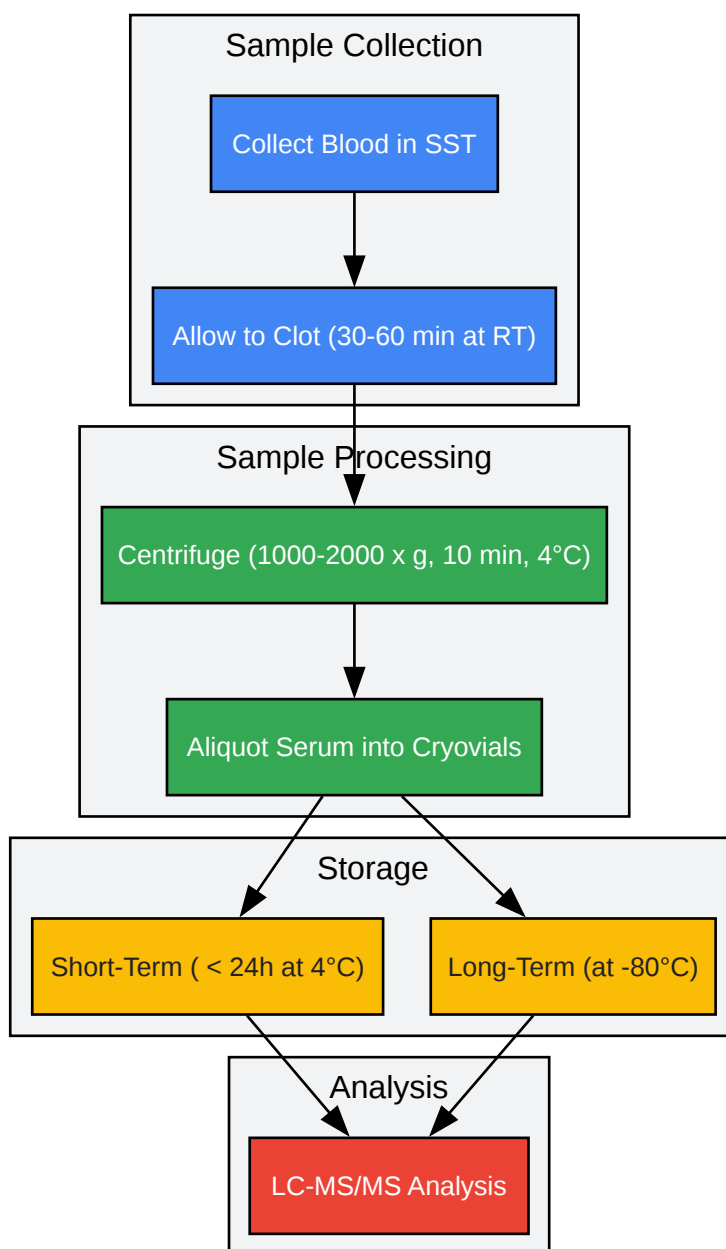 Sample Collection
Collect Blood in SST
Allow to Clot (30-60 min at RT)
Sample Processing
Centrifuge (1000-2000 x g, 10 min, 4°C)
Aliquot Serum into Cryovials
Storage
Short-Term ( < 24h at 4°C)
Long-Term (at -80°C)
Analysis
LC-MS/MS Analysis